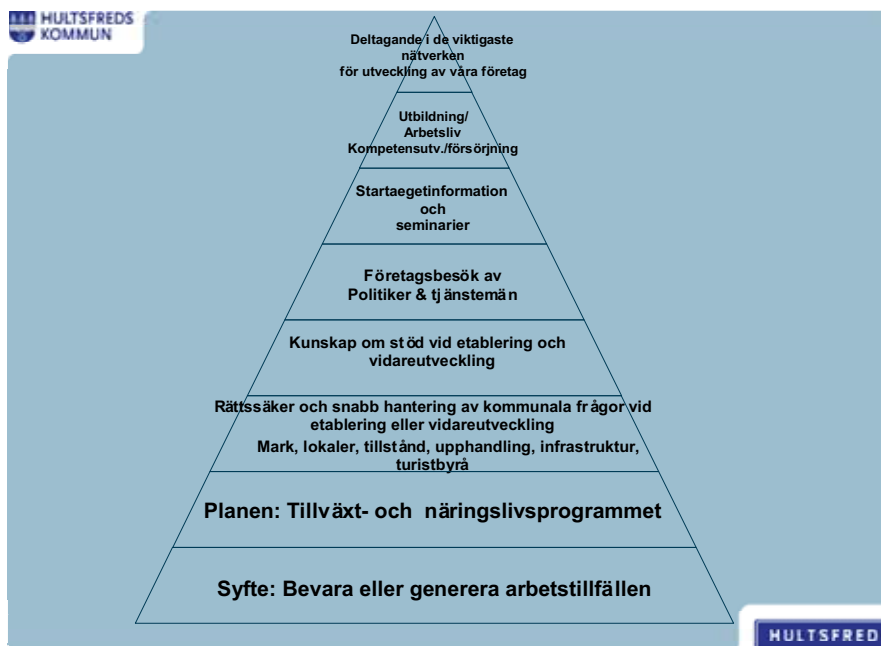 HULTSFREDS
KOMMUN
Deltagande i de viktigaste
nätverken
för utveckling av våra företag
Utbildning/
Arbetsliv
Kompetensutv./försörjning
Startaegetinformation
och
seminarier
Företagsbesök av
Politiker & tjänstemän
Kunskap om stöd vid etablering och
vidareutveckling
Rättssäker och snabb hantering av kommunala frågor vid
etablering eller vidareutveckling
Mark, lokaler, tillstånd, upphandling, infrastruktur,
turistbyrå
Planen: Tillväxt- och näringslivsprogrammet
Syfte: Bevara eller generera arbetstillfällen
HULTSFRED